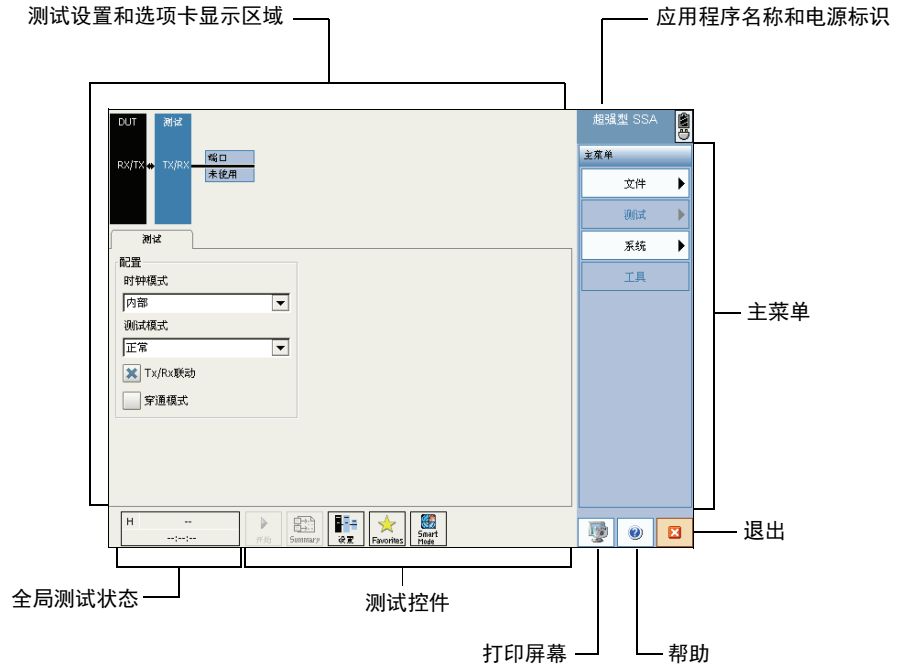 测试设置和选项卡显示区域
应用程序名称和电源标识
DUT
测试
RX/TX
TX/RX
端口
未使用
超强型 SSA
主菜单
文件
测试
系统
工具
测试
配置
时钟模式
内部
测试模式
正常
Tx/Rx联动
穿通模式
主菜单
H --
--:--:--
开始
Summary
设置
Favorites
Smart
Mode
退出
全局测试状态
测试控件
打印屏幕
帮助